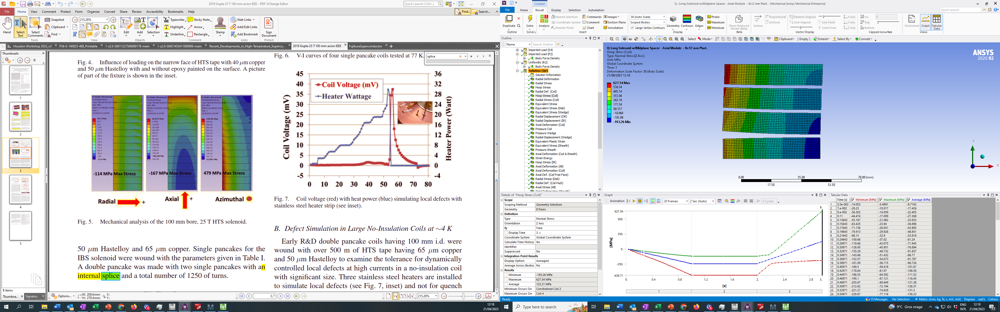 2019 Gupta 25 T 100 mm axion IEEE - PDF-XChange Editor
Quick Launch (Ctrl+.)
File Home View Comment Protect Form Organize Convert Share Review Accessibility Bookmarks Help
Find... Search...
Hand
Select Text
Select Comments
Snapshot
Clipboard
Find
Tools
215.28%
View
Edit
Add
Selection
Objects
Typewriter
Highlight
Underline
Sticky Note
Arrow
Rectangle
Stamp
Comment
Web Links
Add/Edit Links
Add Bookmark
Links
Sign Document
Protect
Houston Workshop 2023_v3
P36-E-160825-488_Printable
1-s2.0-S0011227506000178-main
1-s2.0-S0921453411000906-main
Recent_Developments_in_High-Temperature_Superco..
2019 Gupta 25 T 100 mm axion IEEE
FujikuraSuperconductor
Thumbnails
1
2
3
4
5
5 items
Thumbna..
Signatur..
Fig. 4. Influence of loading on the narrow face of HTS tape with 40 μm copper
and 50 μm Hastelloy with and without epoxy painted on the surface. A picture
of part of the fixture is shown in the inset.
-114 MPa Max Stress
-167 MPa Max Stress
479 MPa Max Stress
Radial +
Axial +
Azimuthal
Fig. 5. Mechanical analysis of the 100 mm bore, 25 T HTS solenoid.
50 μm Hastelloy and 65 μm copper. Single pancakes for the
IBS solenoid were wound with the parameters given in Table I.
A double pancake was made with two single pancakes with an
internal splice and a total number of 1250 of turns.
Fig. 6. V-I curves of four single pancake coils tested at 77 K.
splice
Coil Voltage (mV)
Heater Wattage
Coil Voltage (mV)
45 40 35 30 25 20 15 10 5 0 -5
Heater Power (Watt)
36 32 28 24 20 16 12 8 4 0 -4
0 10 20 30 40 50 60 70 80
Fig. 7. Coil voltage (red) with heat power (blue) simulating local defects with
stainless steel heater strip (see inset).
B. Defect Simulation in Large No-Insulation Coils at ~4 K
Early R&D double pancake coils having 100 mm i.d. were
wound with over 500 m of HTS tape having 65 μm copper
and 50 μm Hastelloy to examine the tolerance for dynamically
controlled local defects at high currents in a no-insulation coil
with significant size. Three stainless steel heaters are installed
to simulate local defects (see Fig. 7, inset) and not for quench
Options...
W: 209.6mm
H: 279.4mm
X:
Y:
3/5
215.28%
12:18
21/04/2023
Q : Long Solenoid w/Midplane Spacer - Axial Module - 8x12 mm Plast. - Mechanical [Ansys Mechanical Enterprise]
Context
File Home Result Display Selection Automation
Quick Launch
Duplicate
Outline
Solve
Solver
Analysis
Named Selection
Coordinate System
Remote Point
Commands
Comment
Chart
Images
Section Plane
Annotation
Insert
38 (Auto Scale)
Scoped Bodies
Large Vertex Contours
Geometry
Contours
Edges
Probe
Maximum
Minimum
Display
Show Reduced Model (Beta)
Beta
Vectors
Proportional
Uniform
Element Aligned
Grid Aligned
Line Form
Solid Form
X Axis
Y Axis
Z Axis
Vector Display
Iso
Top
Bottom
0
Capped Isosurface
Worksheet
Graph
Tabular Data
Views
Select Mode
Clipboard
[ Empty ]
Extend
Select By
Convert
Outline
Name
Search Outline
Imported Load (S4)
Imported Load (P2)
Body Force Density
UniformBy (R2)
Body Force Density
Solution (Q6)
Solution Information
Radial Deformation
Radial Stress
Hoop Stress
Radial Def. (Coil)
Hoop Stress (Coil)
Radial Stress (Coil)
Equivalent Stress
Equivalent Stress (Disk)
Equivalent Stress (Wedge)
Radial Displacement (OR)
Radial Displacement (IR)
Axial Deformation (Coil)
Pressure Coil
Pressure Wedge
Radial Displacement (Wedge)
Equivalent Plastic Strain
Equivalent Stress (Sheath)
Pressure Sheath
Axial Deformation (Coil & Sheath)
Strain Energy
Hoop Stress (IR)
Axial Deformation (All)
Axial Deformation (Coil)
Axial Def. (Coil Free Face)
Radial Stress (Disk)
Radial Def. (Coil Pack)
Axial Stress (All)
Q: Long Solenoid w/Midplane Spacer - Axial Module - 8x12 mm Plast.
Hoop Stress (Coil)
Type: Normal Stress(Z Axis)
Unit: MPa
Global Coordinate System
Time: 3
Deformation Scale Factor: 38 (Auto Scale)
21/04/2023 12:16
627.54 Max
536.34
445.14
353.94
262.74
171.54
80.337
-10.864
-102.06
-193.26 Min
ANSYS
2020 R2
Y
X
0.00 35.00 70.00 (mm)
17.50 52.50
Details of "Hoop Stress (Coil)"
Scope
Scoping Method Geometry Selection
Geometry 8 Faces
Definition
Type Normal Stress
Orientation Z Axis
By Time
Display Time 3. s
Coordinate System Global Coordinate System
Calculate Time History Yes
Identifier
Suppressed No
Integration Point Results
Display Option Averaged
Average Across Bodies No
Results
Minimum -193.26 MPa
Maximum 627.54 MPa
Average 123.21 MPa
Minimum Occurs On Constrained Coil 2
Maximum Occurs On Coil 4
Graph
Animation
20 Frames
2 Sec (Auto)
3 Cycles
3.
627.54
500.
250.
0.
-250.
-439.71
[MPa]
0. 0.4 0.8 1.2 1.6 2. 2.4 2.8 3.
[s]
1 2 3
Tabular Data
Time [s] Minimum [MPa] Maximum [MPa] Average [MPa]
1 3.5e-002 -14.053 -5.4991 -8.7163
2 7.e-002 -28.23 -10.917 -17.426
3 9.e-002 -36.302 -14.059 -22.403
4 0.11 -44.474 -17.009 -27.368
5 0.13643 -55.187 -21.062 -33.933
6 0.15643 -63.425 -23.94 -38.896
7 0.17643 -71.736 -26.931 -43.885
8 0.19643 -79.913 -29.926 -48.851
9 0.21643 -88.15 -32.9 -53.816
10 0.24643 -100.66 -37.02 -61.24
11 0.28971 -118.66 -43.075 -71.945
12 0.30971 -126.95 -45.951 -76.894
13 0.32971 -135.29 -48.732 -81.837
14 0.34971 -143.66 -51.432 -86.77
15 0.36971 -152.57 -54.073 -91.787
16 0.38971 -161.09 -56.715 -96.724
17 0.40971 -169.5 -59.418 -101.67
18 0.42971 -178.04 -61.97 -106.59
19 0.44971 -186.55 -64.592 -111.52
20 0.46971 -195.1 -67.121 -116.45
21 0.48971 -203.67 -69.649 -121.38
22 0.50971 -212.62 -72.194 -126.37
23 0.52971 -221.27 -74.628 -131.3
24 0.54971 -229.87 -77.116 -136.23
Ready
10 Messages
No Selection
Metric (mm, kg, N, s, mV, mA)
Degrees
rad/s
Celsius
Type here to search
9°C Gros orage
ENG
INTL
12:18
21/04/2023
33